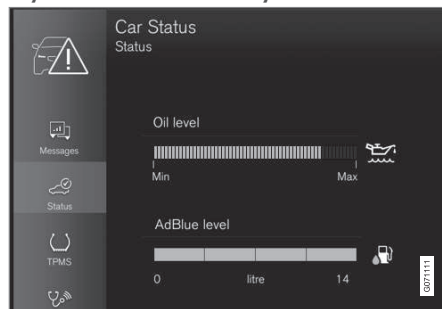 Car Status
Status
Messages
Status
TPMS
Oil level
Min Max
AdBlue level
0 litre 14
G071111